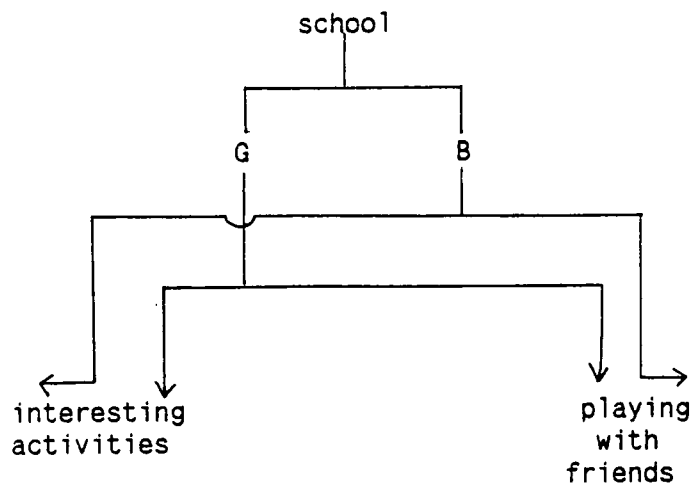 school
G
B
interesting
activities
playing
with
friends